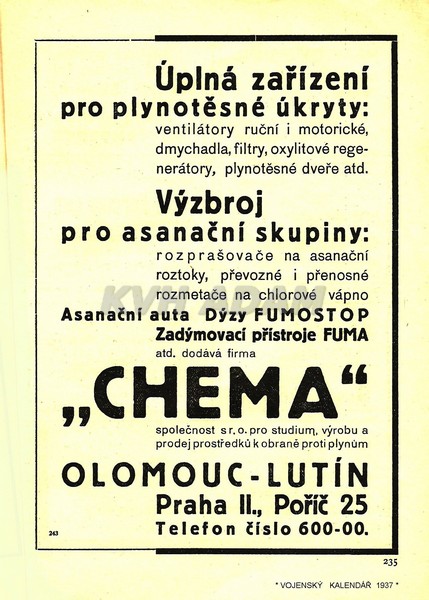 Úplná zařízení
pro plynotěsné úkryty:
ventilátory ruční i motorické,
dmychadla, filtry, oxylitové rege-
nerátory, plynotěsné dveře atd.
Výzbroj
pro asanační skupiny:
rozprašovače na asanační
roztoky, převozné i přenosné
rozmetače na chlorové vápno
KVH ADAM
Asanační auta Dýzy FUMOSTOP
Zadýmovací přístroje FUMA
atd. dodává firma
„CHEMA“
společnost s r. o. pro studium, výrobu a
prodej prostředků k obraně proti plynům
OLOMOUC-LUTÍN
Praha II., Poříč 25
Telefon číslo 600-00.
263
235
* VOJENSKÝ KALENDÁŘ 1937 *